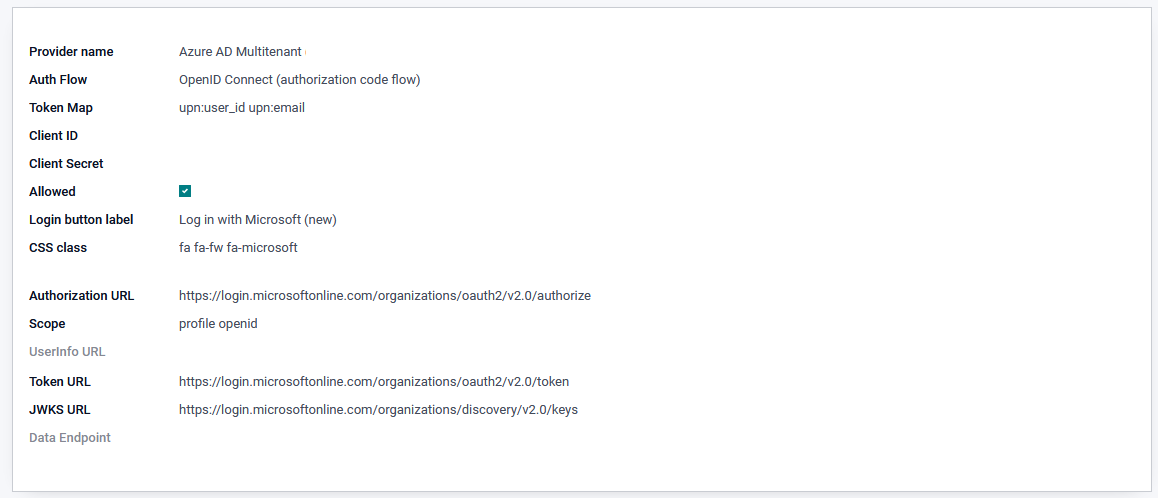 Provider name Azure AD Multitenant
Auth Flow OpenID Connect (authorization code flow)
Token Map upn:user_id upn:email
Client ID
Client Secret
Allowed
Login button label Log in with Microsoft (new)
CSS class fa fa-fw fa-microsoft
Authorization URL https://login.microsoftonline.com/organizations/oauth2/v2.0/authorize
Scope profile openid
UserInfo URL
Token URL https://login.microsoftonline.com/organizations/oauth2/v2.0/token
JWKS URL https://login.microsoftonline.com/organizations/discovery/v2.0/keys
Data Endpoint